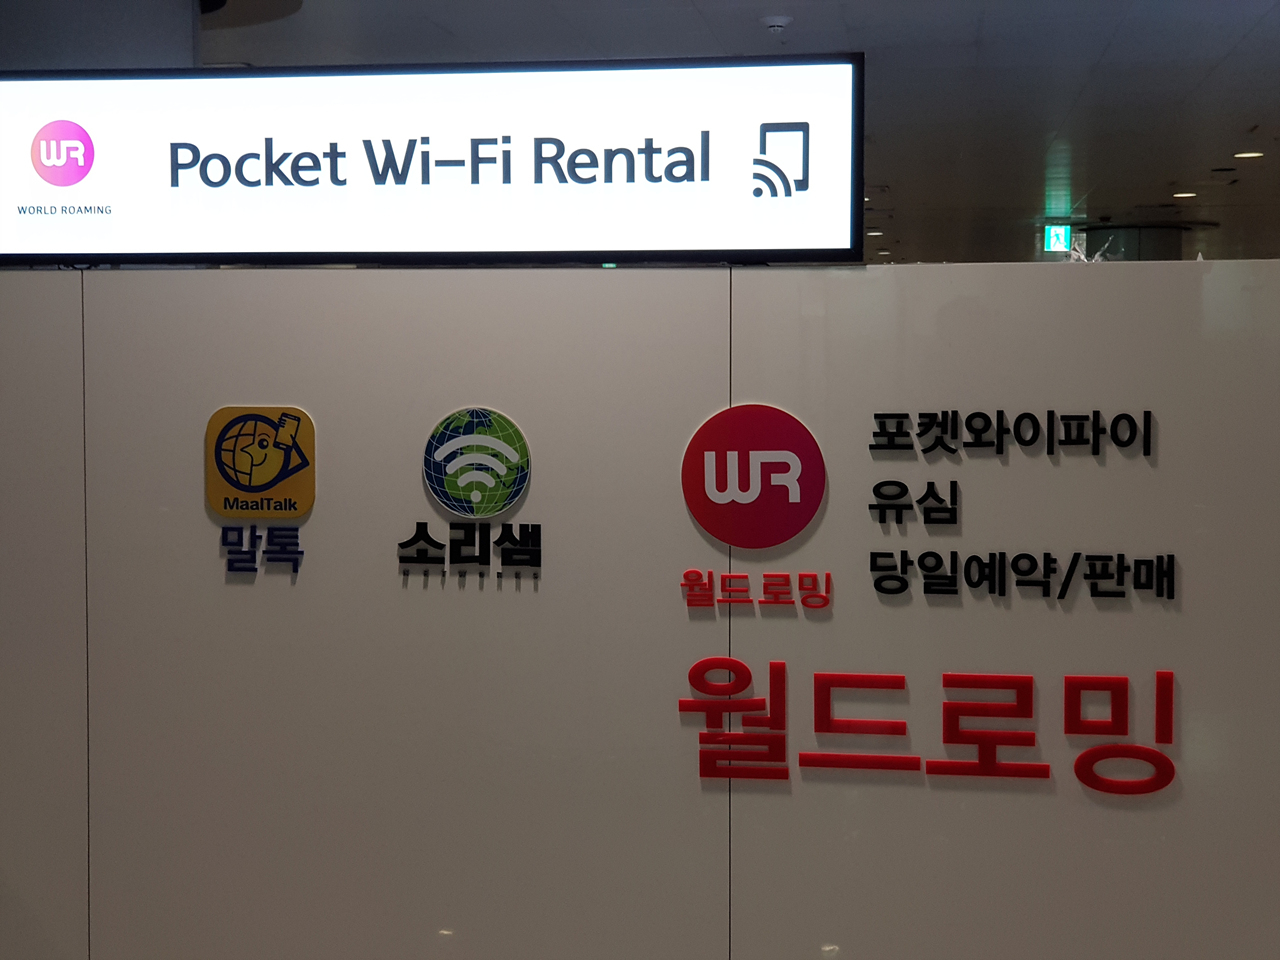 WR
WORLD ROAMING
Pocket Wi-Fi Rental
MaalTalk
말톡
소리샘
WR
월드로밍
포켓와이파이
유심
당일예약/판매
월드로밍